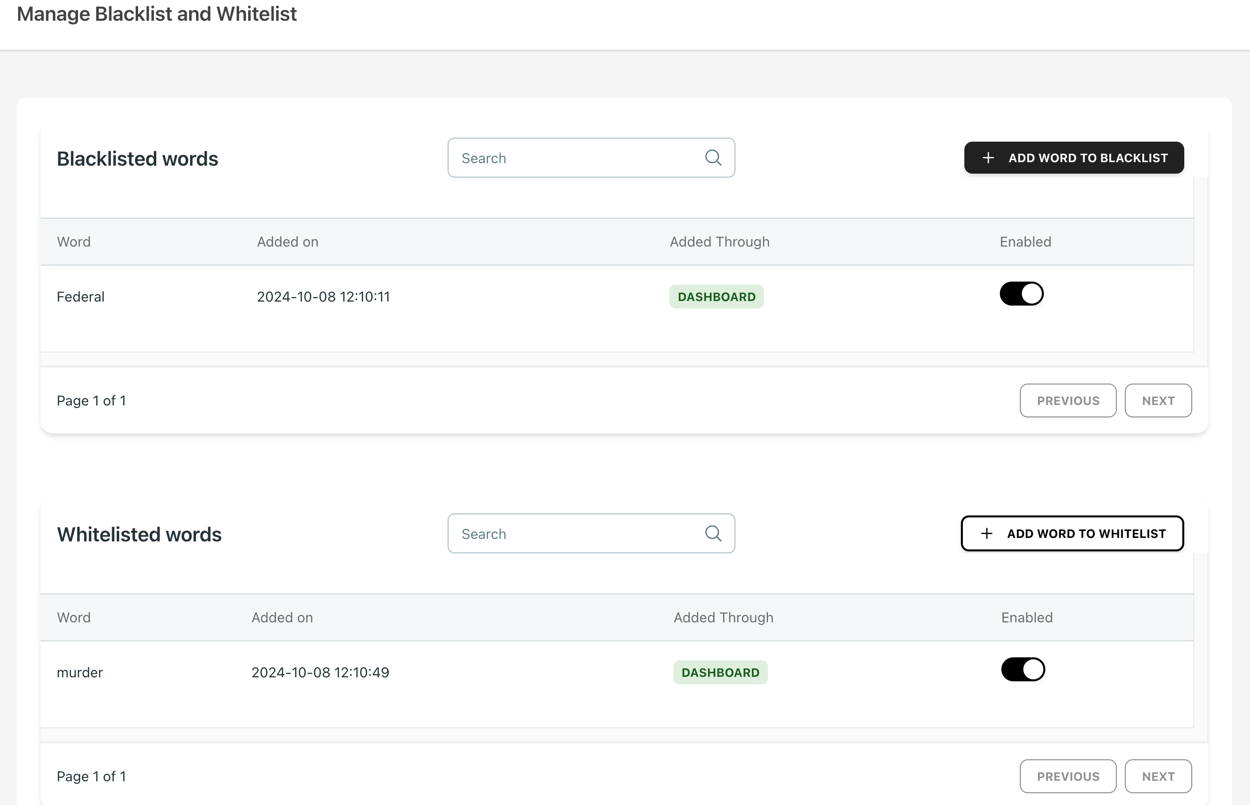 Manage Blacklist and Whitelist
Blacklisted words
Search
ADD WORD TO BLACKLIST
Word Added on Added Through Enabled
Federal 2024-10-08 12:10:11 DASHBOARD
Page 1 of 1
PREVIOUS NEXT
Whitelisted words
Search
ADD WORD TO WHITELIST
Word Added on Added Through Enabled
murder 2024-10-08 12:10:49 DASHBOARD
Page 1 of 1
PREVIOUS NEXT